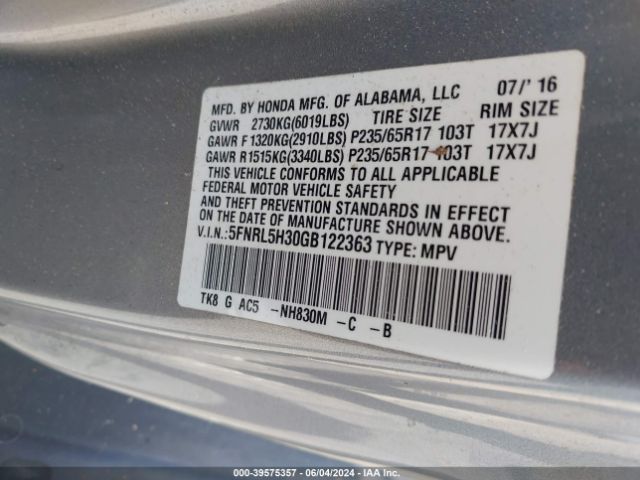 MFD. BY HONDA MFG. OF ALABAMA, LLC 07/' 16
GVWR 2730KG(6019LBS) TIRE SIZE RIM SIZE
GAWR F 1320KG(2910LBS) P235/65R17 103T 17X7J
GAWR R1515KG(3340LBS) P235/65R17 103T 17X7J
THIS VEHICLE CONFORMS TO ALL APPLICABLE
FEDERAL MOTOR VEHICLE SAFETY
AND THEFT PREVENTION STANDARDS IN EFFECT
ON THE DATE OF MANUFACTURE SHOWN ABOVE.
V.I.N.:5FNRL5H30GB122363 TYPE: MPV
TK8 G AC5 -NH830M -C -B
000-39575357 - 06/04/2024 - IAA Inc.